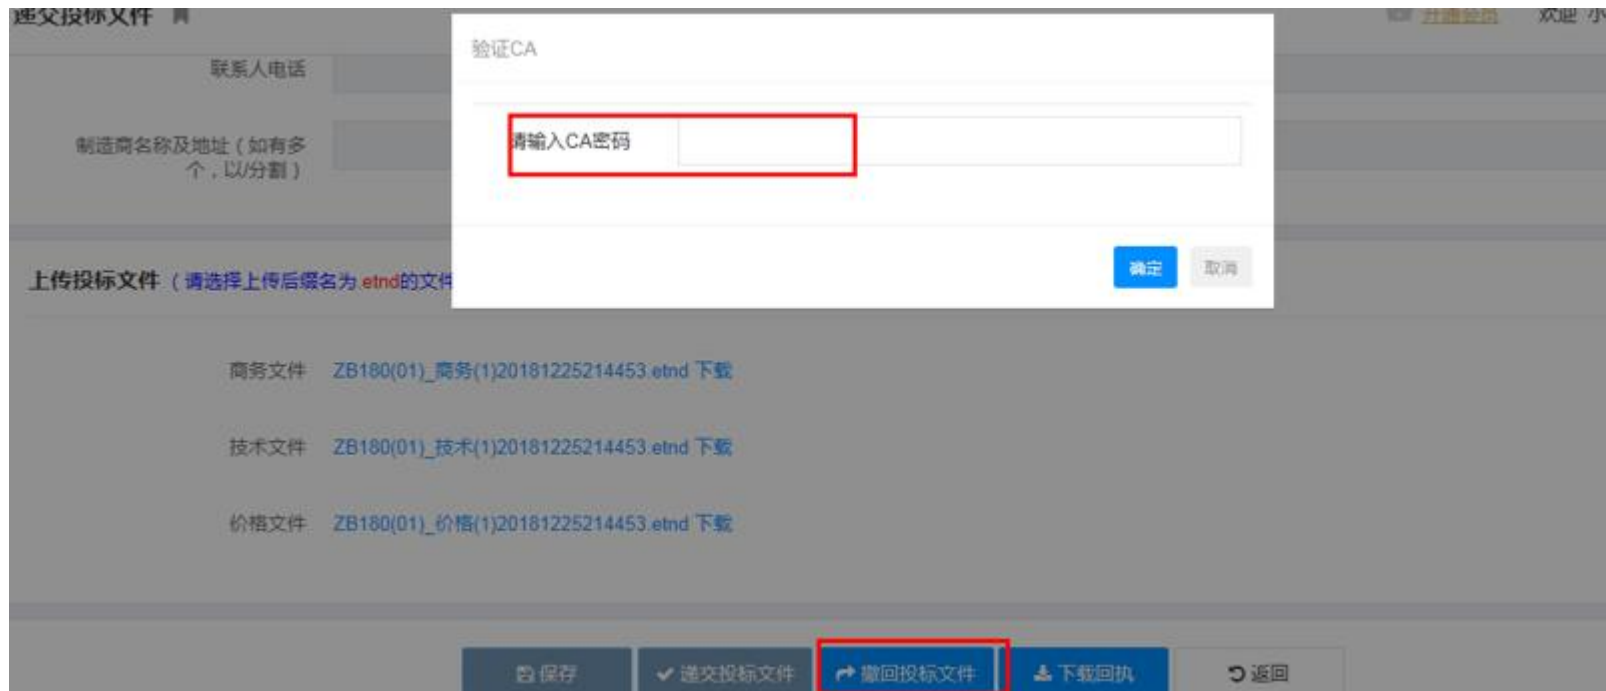 递交投标文件
开通会员 欢迎 小
验证CA
联系人电话
请输入CA密码
制造商名称及地址（如有多
个，以/分割）
确定 取消
上传投标文件（请选择上传后缀名为.etnd的文件
商务文件 ZB180(01)_商务(1)20181225214453.etnd 下载
技术文件 ZB180(01)_技术(1)20181225214453.etnd 下载
价格文件 ZB180(01)_价格(1)20181225214453.etnd 下载
保存 递交投标文件 撤回投标文件 下载回执 返回